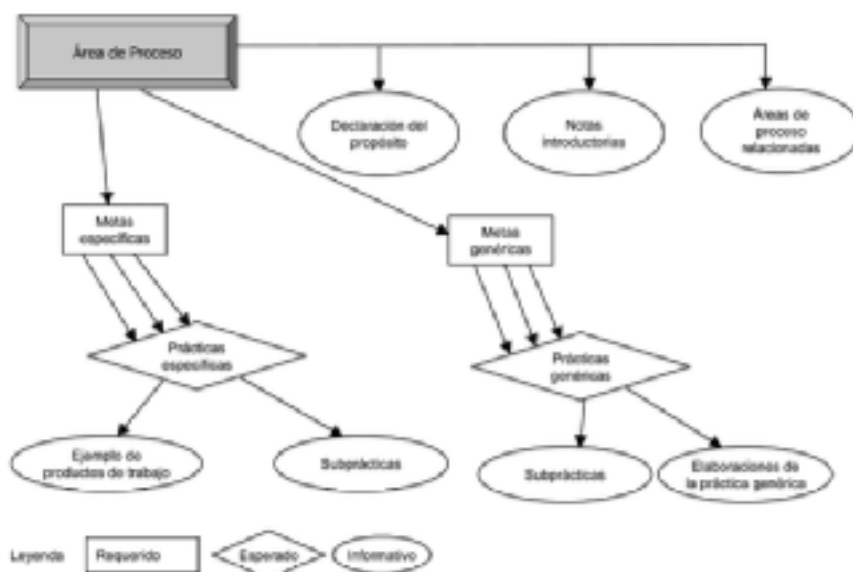 Área de Proceso
Declaración del
propósito
Notas
introductorias
Áreas de
proceso
relacionadas
Metas
específicas
Metas
genéricas
Prácticas
específicas
Prácticas
genéricas
Ejemplo de
productos de trabajo
Subprácticas
Subprácticas
Elaboraciones de
la práctica genérica
Leyenda
Requerido
Esperado
Informativo